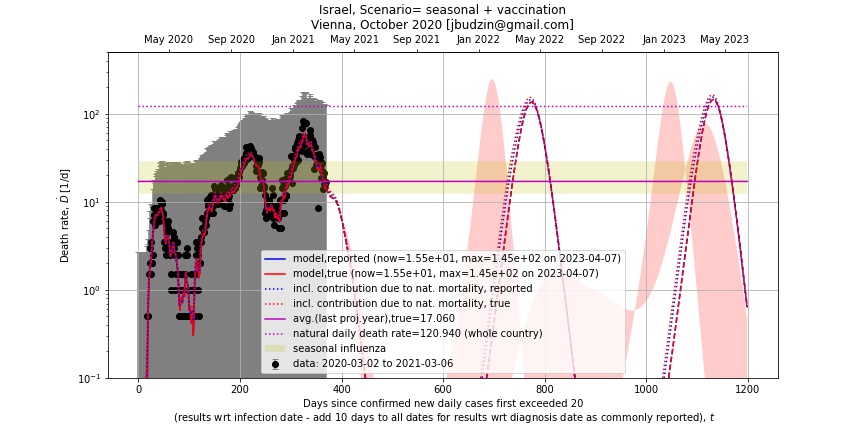 Israel, Scenario= seasonal + vaccination
Vienna, October 2020 [jbudzin@gmail.com]
May 2020 Sep 2020 Jan 2021 May 2021 Sep 2021 Jan 2022 May 2022 Sep 2022 Jan 2023 May 2023
10²
10¹
10⁰
10⁻¹
Death rate, Ḋ [1/d]
model,reported (now=1.55e+01, max=1.45e+02 on 2023-04-07)
model,true (now=1.55e+01, max=1.45e+02 on 2023-04-07)
incl. contribution due to nat. mortality, reported
incl. contribution due to nat. mortality, true
avg.(last proj.year),true=17.060
natural daily death rate=120.940 (whole country)
seasonal influenza
data: 2020-03-02 to 2021-03-06
0 200 400 600 800 1000 1200
Days since confirmed new daily cases first exceeded 20
(results wrt infection date - add 10 days to all dates for results wrt diagnosis date as commonly reported), t